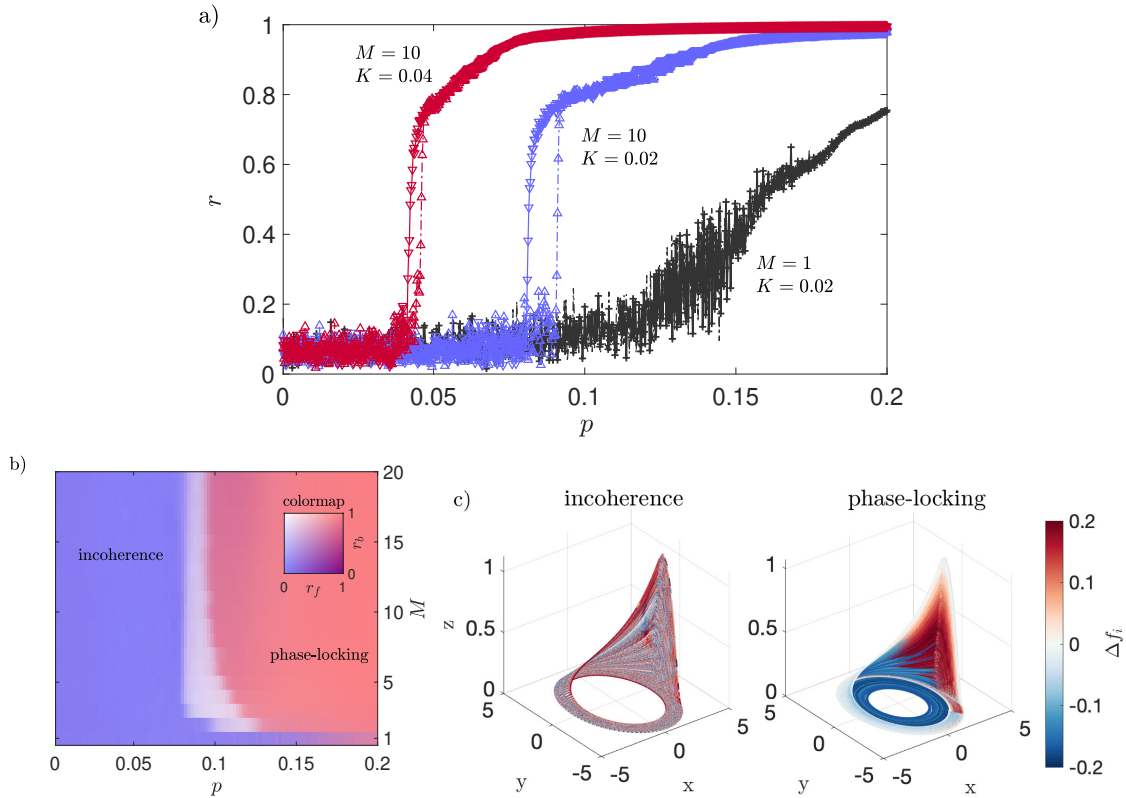 a)
1
0.8
0.6
0.4
0.2
0
r
M = 10
K = 0.04
M = 10
K = 0.02
M = 1
K = 0.02
0
0.05
0.1
0.15
0.2
p
b)
incoherence
phase-locking
colormap
1
0
r_b
0
r_f
1
20
15
10
5
1
M
0
0.05
0.1
0.15
0.2
p
c)
incoherence
1
0.5
0
z
5
0
-5
y
-5
0
5
x
phase-locking
1
0.5
0
5
0
-5
y
-5
0
5
x
0.2
0.1
0
-0.1
-0.2
Δf_i